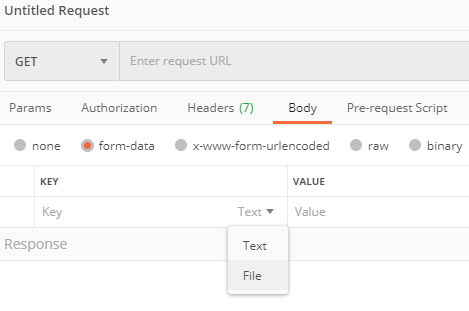 Untitled Request
GET Enter request URL
Params Authorization Headers (7) Body Pre-request Script
none form-data x-www-form-urlencoded raw binary
KEY VALUE
Key Text Value
Response
Text
File